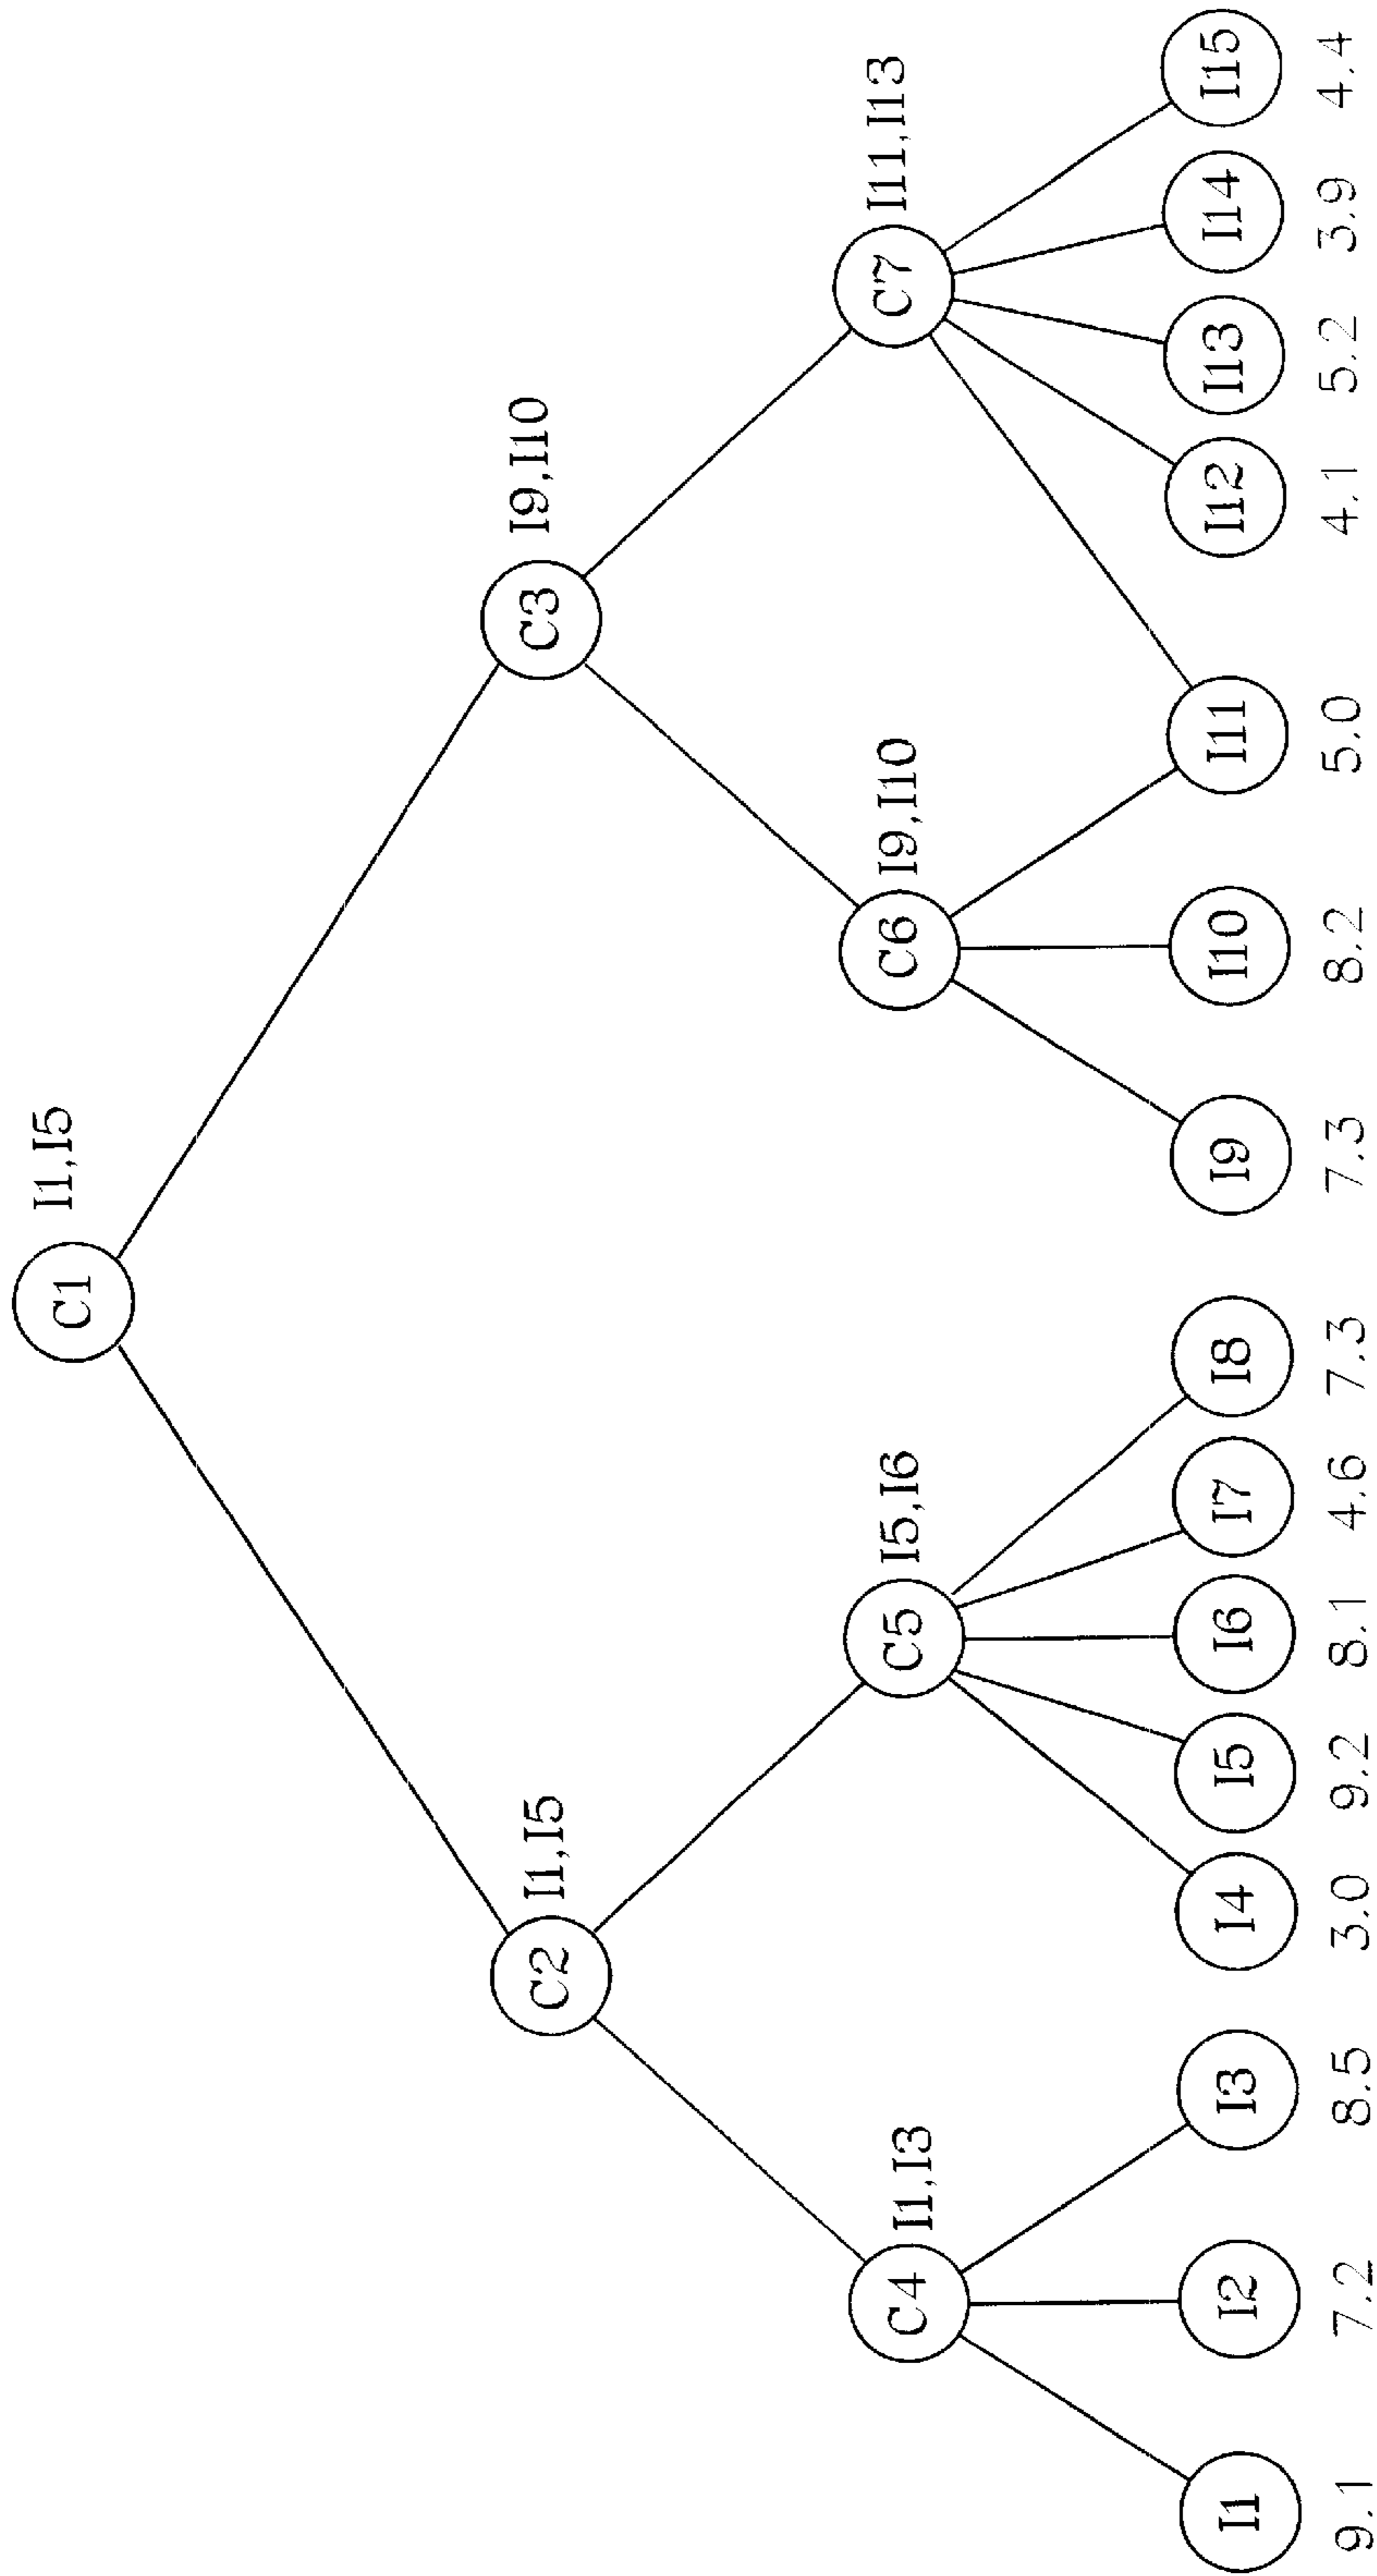 C1 I1,I5
C2 I1,I5 C3 I9,I10
C4 I1,I3 C5 I5,I6 C6 I9,I10 C7 I11,I13
I1 I2 I3 I4 I5 I6 I7 I8 I9 I10 I11 I12 I13 I14 I15
9.1 7.2 8.5 3.0 9.2 8.1 4.6 7.3 7.3 8.2 5.0 4.1 5.2 3.9 4.4